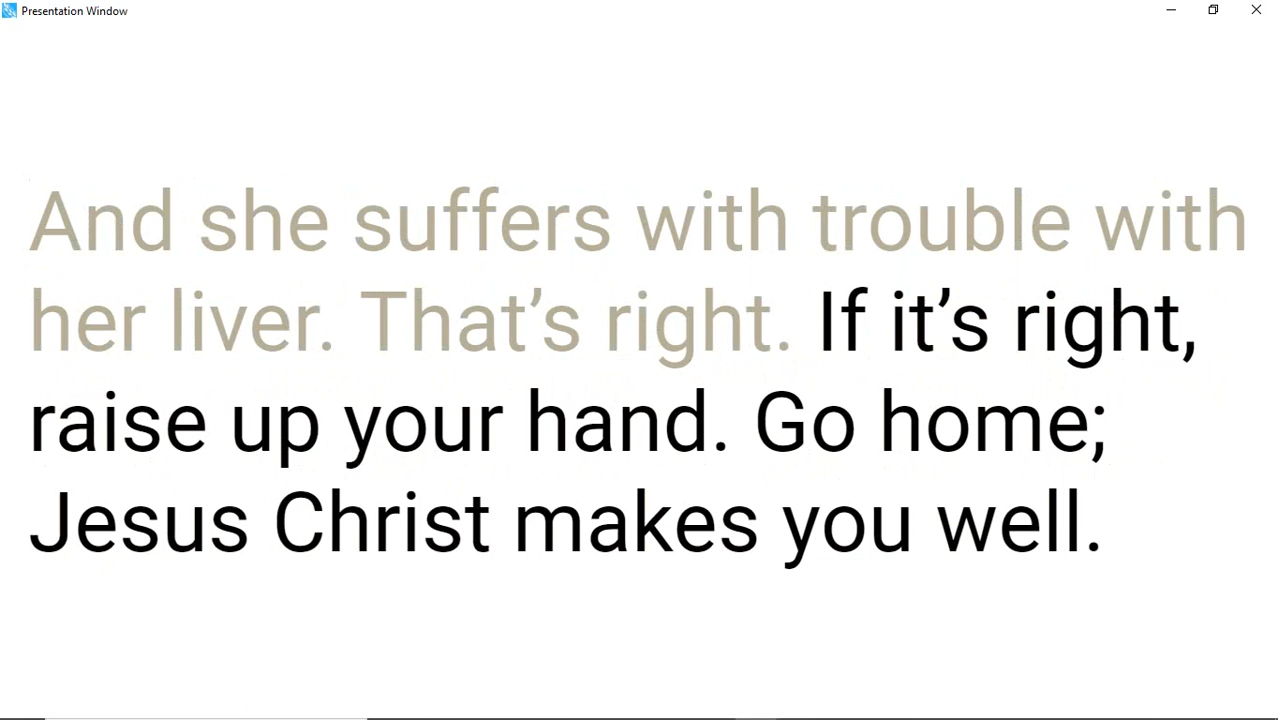 Presentation Window
And she suffers with trouble with
her liver. That’s right. If it’s right,
raise up your hand. Go home;
Jesus Christ makes you well.